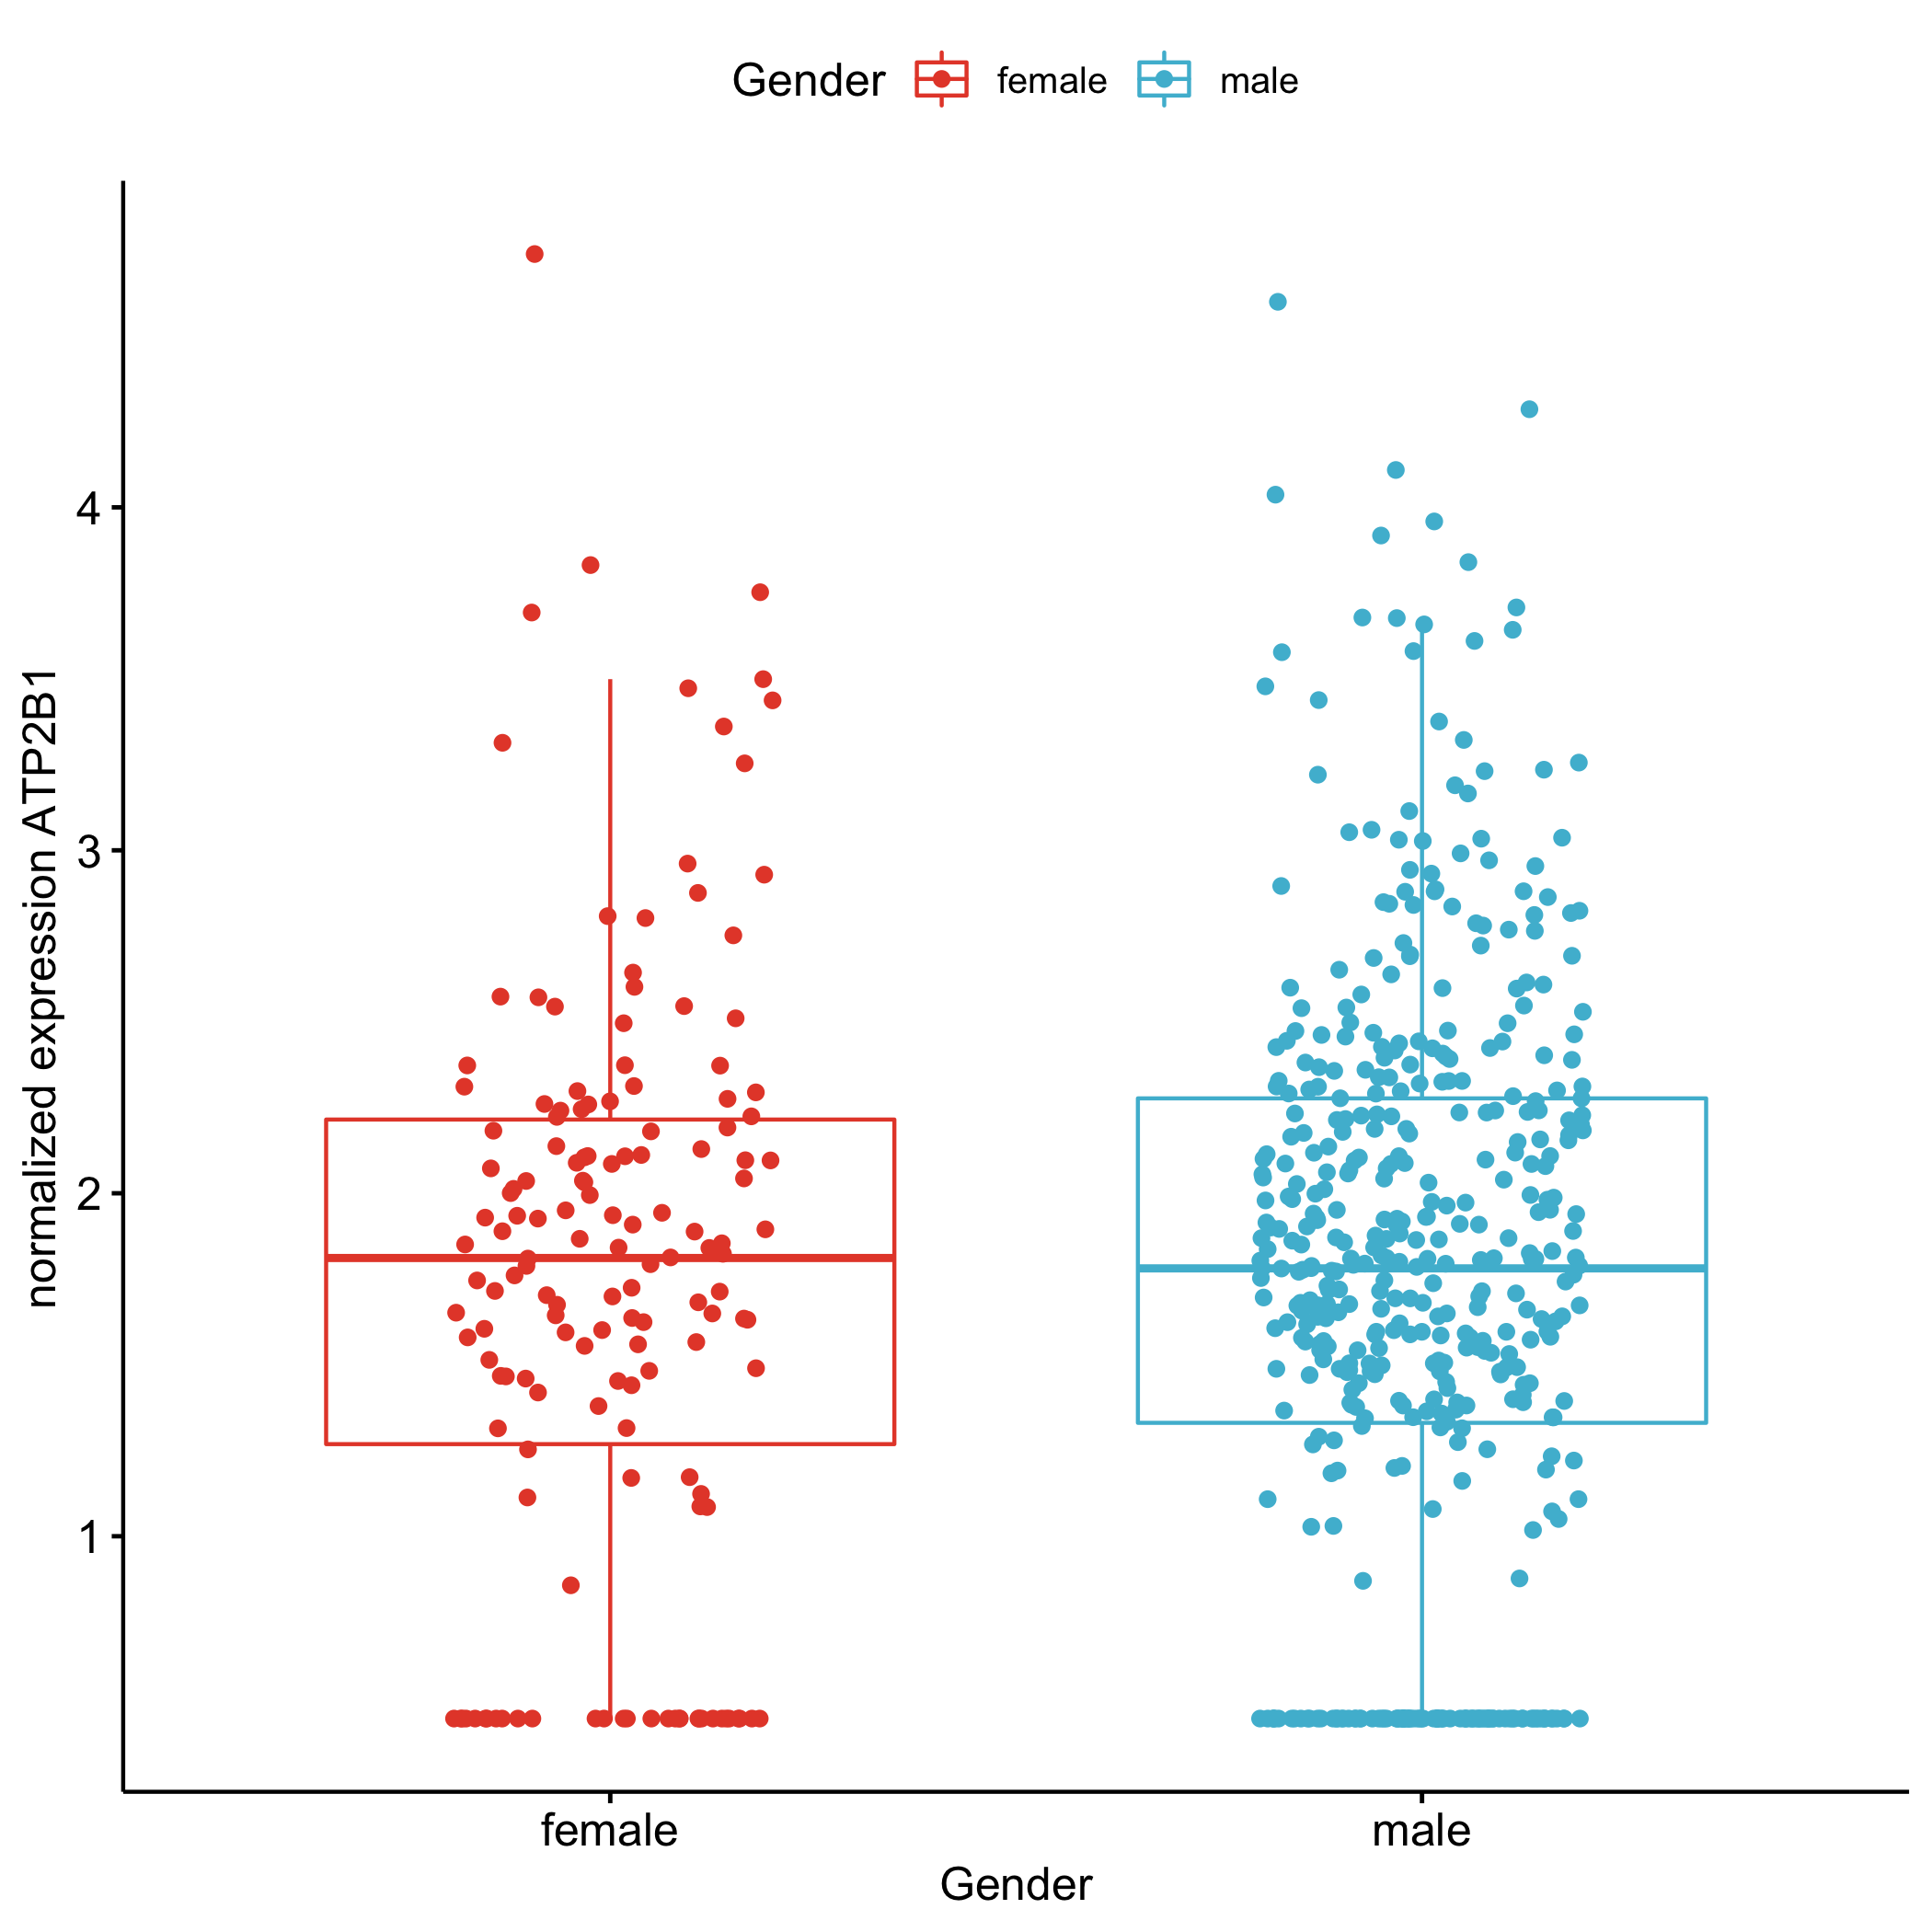 Gender female male
normalized expression ATP2B1
4
3
2
1
female male
Gender